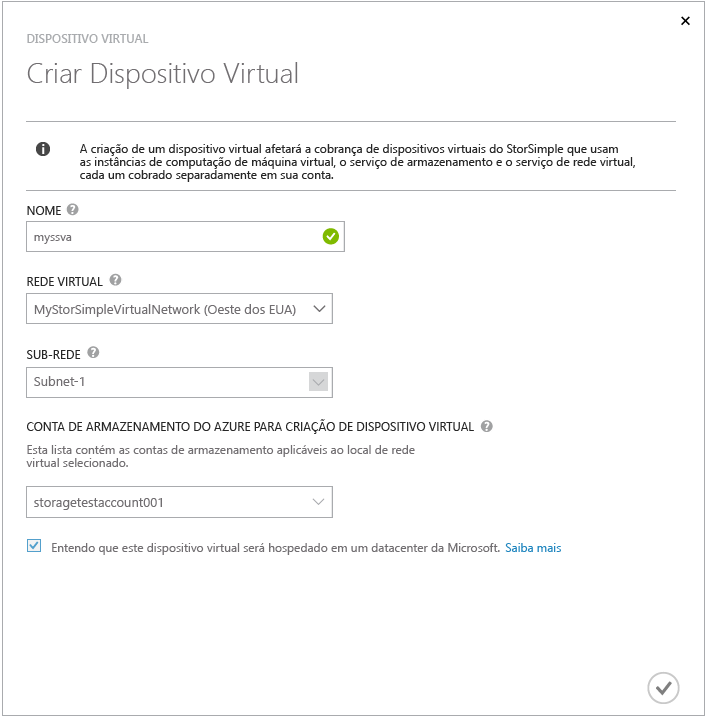 DISPOSITIVO VIRTUAL
Criar Dispositivo Virtual
A criação de um dispositivo virtual afetará a cobrança de dispositivos virtuais do StorSimple que usam
as instâncias de computação de máquina virtual, o serviço de armazenamento e o serviço de rede virtual,
cada um cobrado separadamente em sua conta.
NOME
myssva
REDE VIRTUAL
MyStorSimpleVirtualNetwork (Oeste dos EUA)
SUB-REDE
Subnet-1
CONTA DE ARMAZENAMENTO DO AZURE PARA CRIAÇÃO DE DISPOSITIVO VIRTUAL
Esta lista contém as contas de armazenamento aplicáveis ao local de rede
virtual selecionado.
storagetestaccount001
Entendo que este dispositivo virtual será hospedado em um datacenter da Microsoft. Saiba mais